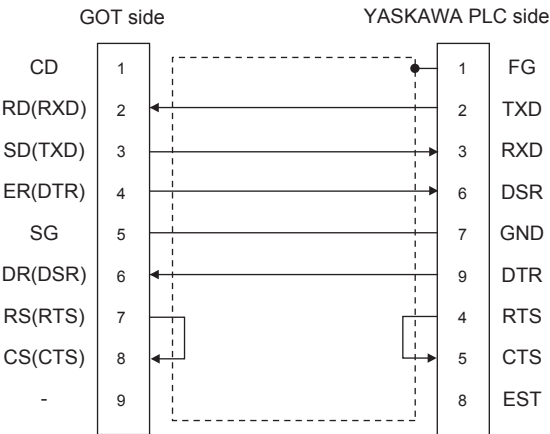 GOT side YASKAWA PLC side
CD 1 1 FG
RD(RXD) 2 2 TXD
SD(TXD) 3 3 RXD
ER(DTR) 4 6 DSR
SG 5 7 GND
DR(DSR) 6 9 DTR
RS(RTS) 7 4 RTS
CS(CTS) 8 5 CTS
- 9 8 EST